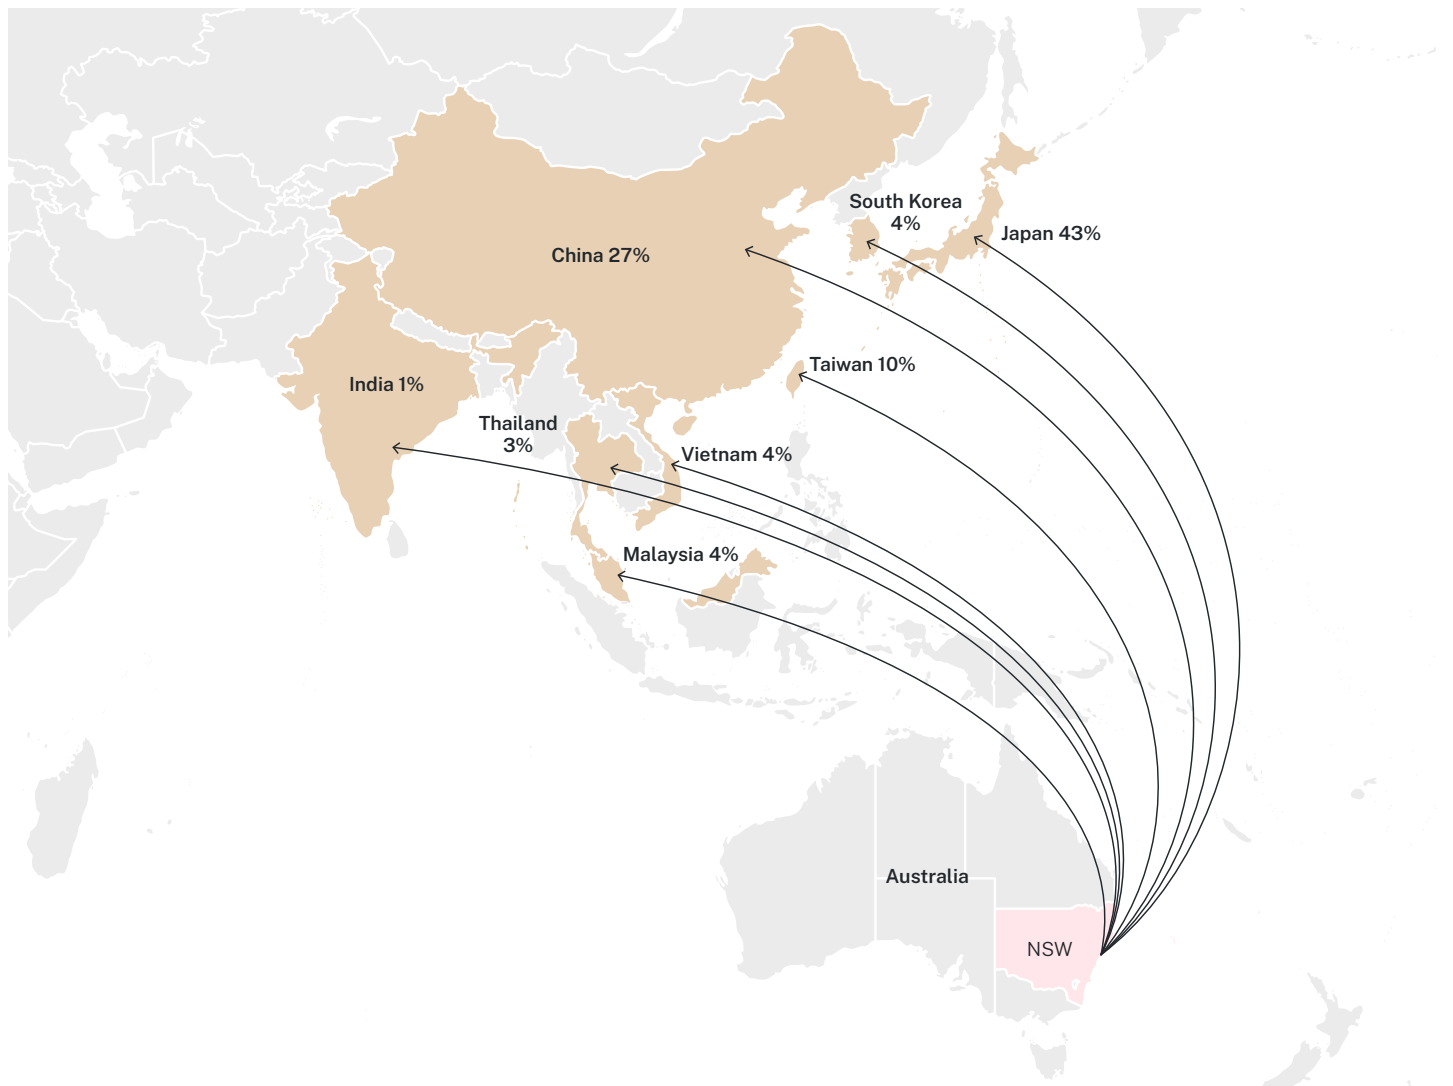 South Korea
4%
Japan 43%
China 27%
Taiwan 10%
India 1%
Thailand
3%
Vietnam 4%
Malaysia 4%
Australia
NSW